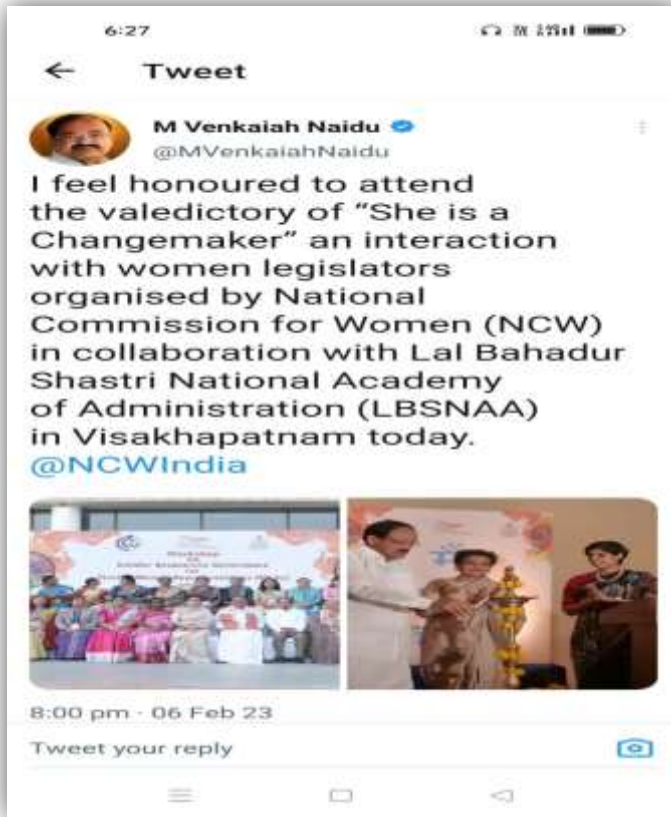 6:27
Tweet
M Venkaiah Naidu
@MVenkaiahNaidu
I feel honoured to attend
the valedictory of “She is a
Changemaker” an interaction
with women legislators
organised by National
Commission for Women (NCW)
in collaboration with Lal Bahadur
Shastri National Academy
of Administration (LBSNAA)
in Visakhapatnam today.
@NCWIndia
Workshop
8:00 pm · 06 Feb 23
Tweet your reply